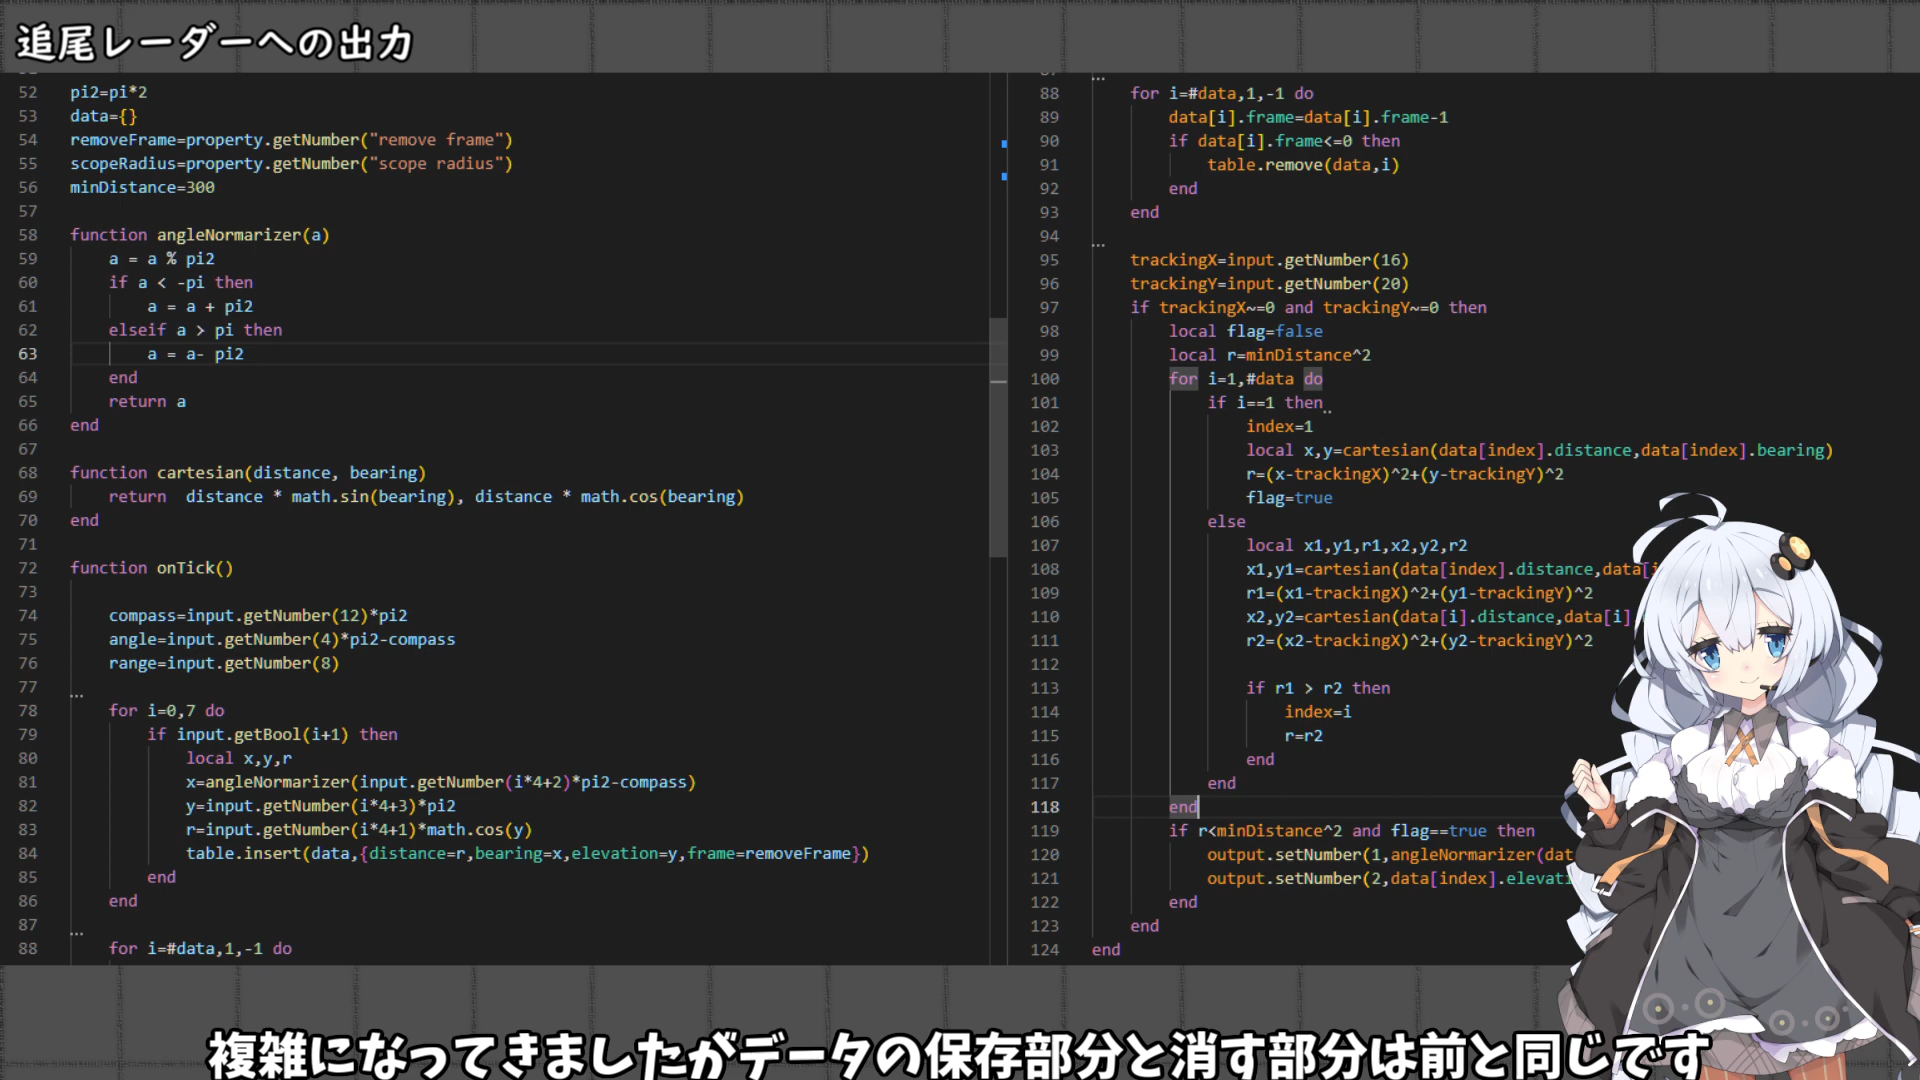 追尾レーダーへの出力
52 pi2=pi*2
53 data={}
54 removeFrame=property.getNumber("remove frame")
55 scopeRadius=property.getNumber("scope radius")
56 minDistance=300
57
58 function angleNormarizer(a)
59 a = a % pi2
60 if a < -pi then
61 a = a + pi2
62 elseif a > pi then
63 a = a- pi2
64 end
65 return a
66 end
67
68 function cartesian(distance, bearing)
69 return  distance * math.sin(bearing), distance * math.cos(bearing)
70 end
71
72 function onTick()
73
74 compass=input.getNumber(12)*pi2
75 angle=input.getNumber(4)*pi2-compass
76 range=input.getNumber(8)
77 ...
78 for i=0,7 do
79 if input.getBool(i+1) then
80 local x,y,r
81 x=angleNormarizer(input.getNumber(i*4+2)*pi2-compass)
82 y=input.getNumber(i*4+3)*pi2
83 r=input.getNumber(i*4+1)*math.cos(y)
84 table.insert(data,{distance=r,bearing=x,elevation=y,frame=removeFrame})
85 end
86 end
87 ...
88 for i=#data,1,-1 do
...
88 for i=#data,1,-1 do
89 data[i].frame=data[i].frame-1
90 if data[i].frame<=0 then
91 table.remove(data,i)
92 end
93 end
94 ...
95 trackingX=input.getNumber(16)
96 trackingY=input.getNumber(20)
97 if trackingX~=0 and trackingY~=0 then
98 local flag=false
99 local r=minDistance^2
100 for i=1,#data do
101 if i==1 then
102 index=1
103 local x,y=cartesian(data[index].distance,data[index].bearing)
104 r=(x-trackingX)^2+(y-trackingY)^2
105 flag=true
106 else
107 local x1,y1,r1,x2,y2,r2
108 x1,y1=cartesian(data[index].distance,data[
109 r1=(x1-trackingX)^2+(y1-trackingY)^2
110 x2,y2=cartesian(data[i].distance,data[i]
111 r2=(x2-trackingX)^2+(y2-trackingY)^2
112
113 if r1 > r2 then
114 index=i
115 r=r2
116 end
117 end
118 end
119 if r<minDistance^2 and flag==true then
120 output.setNumber(1,angleNormarizer(dat
121 output.setNumber(2,data[index].elevati
122 end
123 end
124 end
複雑になってきましたがデータの保存部分と消す部分は前と同じです